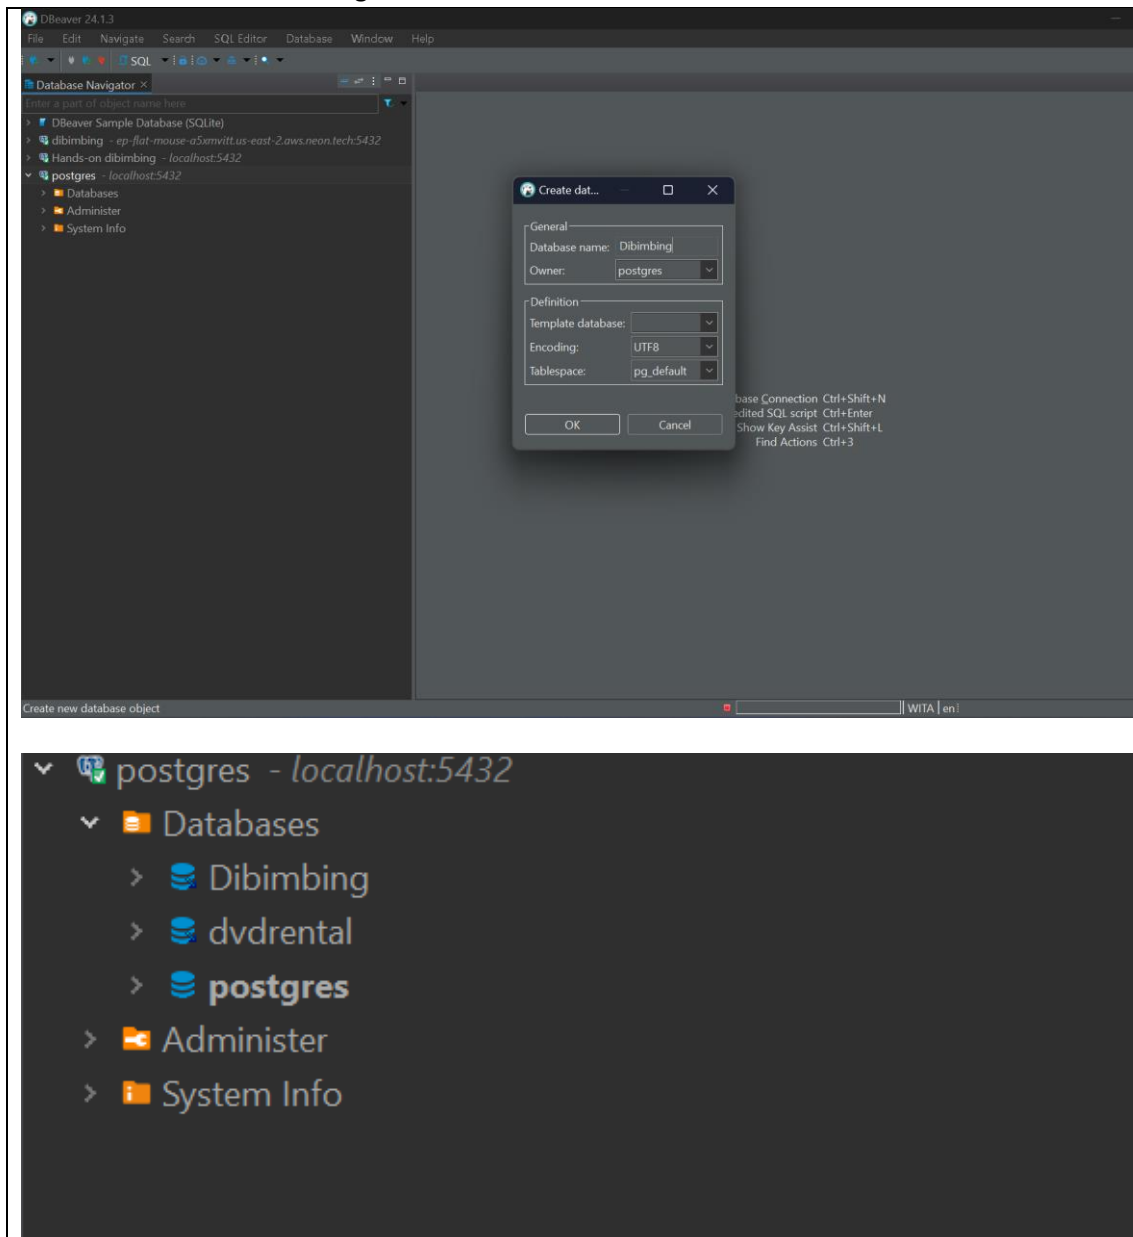 DBeaver 24.1.3
File Edit Navigate Search SQL Editor Database Window Help
SQL
Database Navigator
Enter a part of object name here
DBeaver Sample Database (SQLite)
dibimbing - ep-flat-mouse-a5xmvitt.us-east-2.aws.neon.tech:5432
Hands-on dibimbing - localhost:5432
postgres - localhost:5432
Databases
Administer
System Info
Create dat...
General
Database name: Dibimbing
Owner: postgres
Definition
Template database:
Encoding: UTF8
Tablespace: pg_default
OK Cancel
base Connection Ctrl+Shift+N
edited SQL script Ctrl+Enter
Show Key Assist Ctrl+Shift+L
Find Actions Ctrl+3
Create new database object
WITA en
postgres - localhost:5432
Databases
Dibimbing
dvdrental
postgres
Administer
System Info